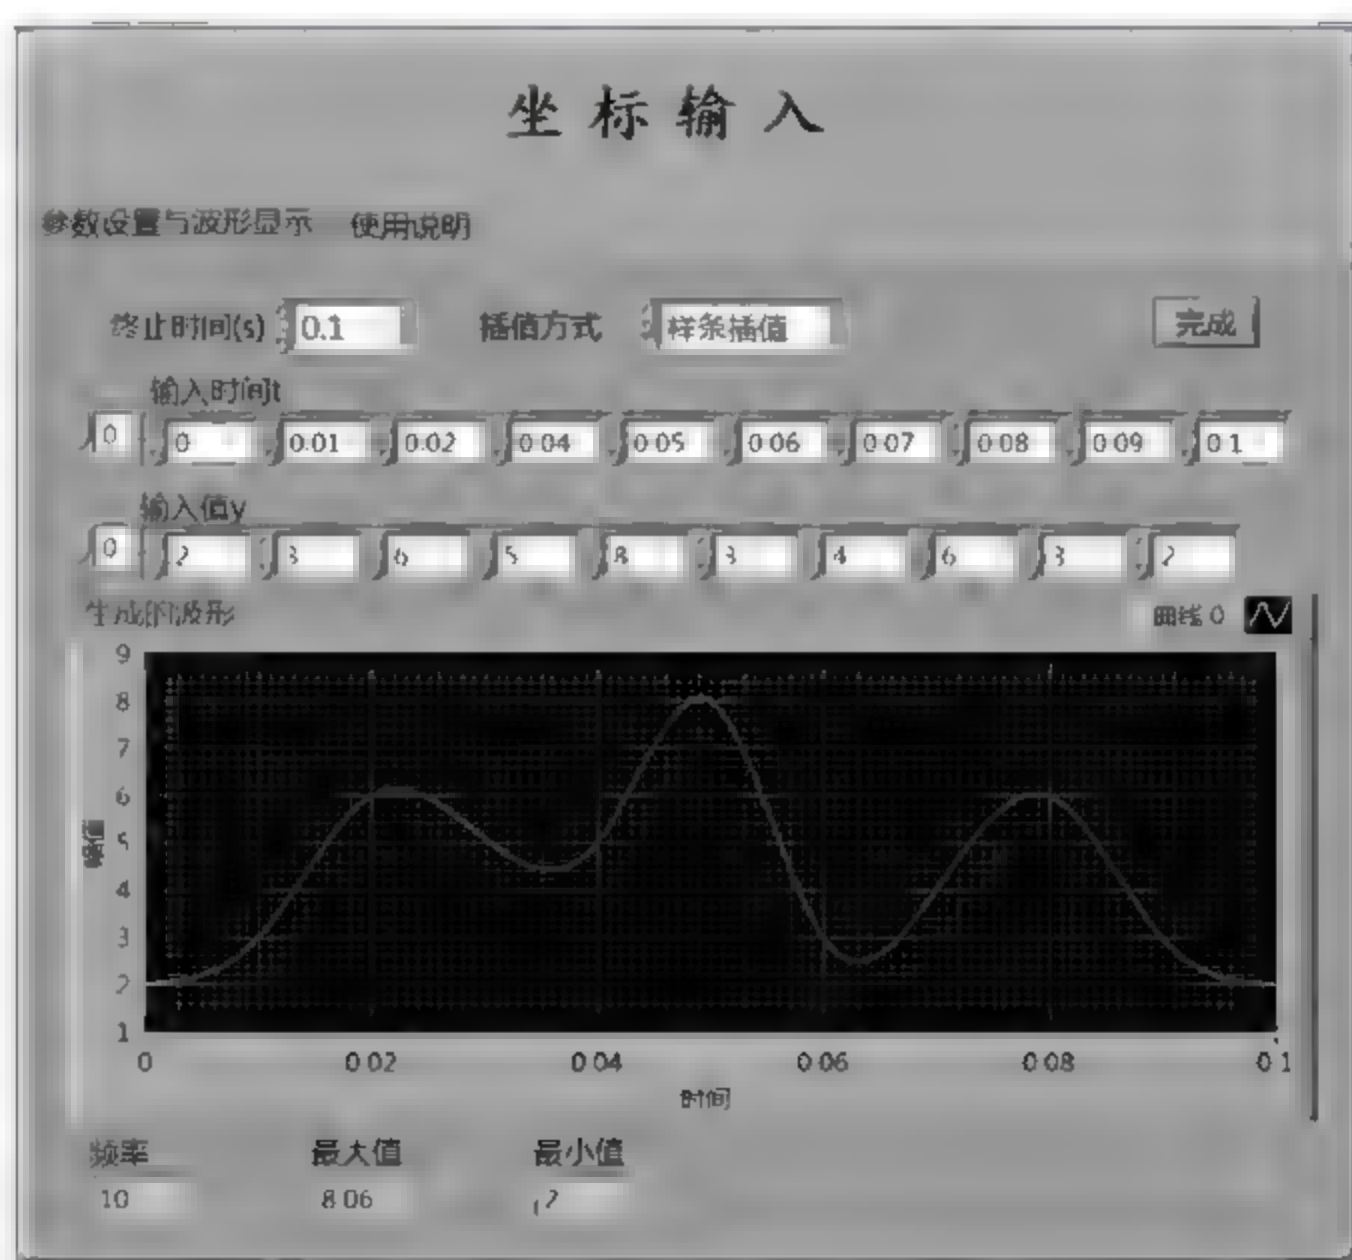 坐标输入
参数设置与波形显示 使用说明
终止时间(s) 0.1 插值方式 样条插值 完成
输入时间t
0 0 0.01 0.02 0.04 0.05 0.06 0.07 0.08 0.09 0.1
输入值y
0 2 3 6 5 8 3 4 6 3 2
生成的波形 曲线 0
9
8
7
6
5
4
3
2
1
幅值
0 0.02 0.04 0.06 0.08 0.1
时间
频率 最大值 最小值
10 8.06 2